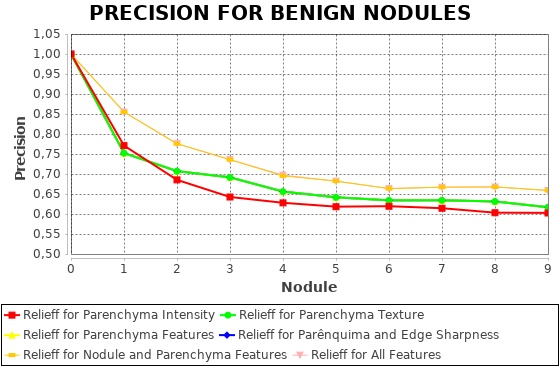 PRECISION FOR BENIGN NODULES
1,05
1,00
0,95
0,90
0,85
0,80
0,75
0,70
0,65
0,60
0,55
0,50
Precision
0 1 2 3 4 5 6 7 8 9
Nodule
Relieff for Parenchyma Intensity Relieff for Parenchyma Texture
Relieff for Parenchyma Features Relieff for Parênquima and Edge Sharpness
Relieff for Nodule and Parenchyma Features Relieff for All Features